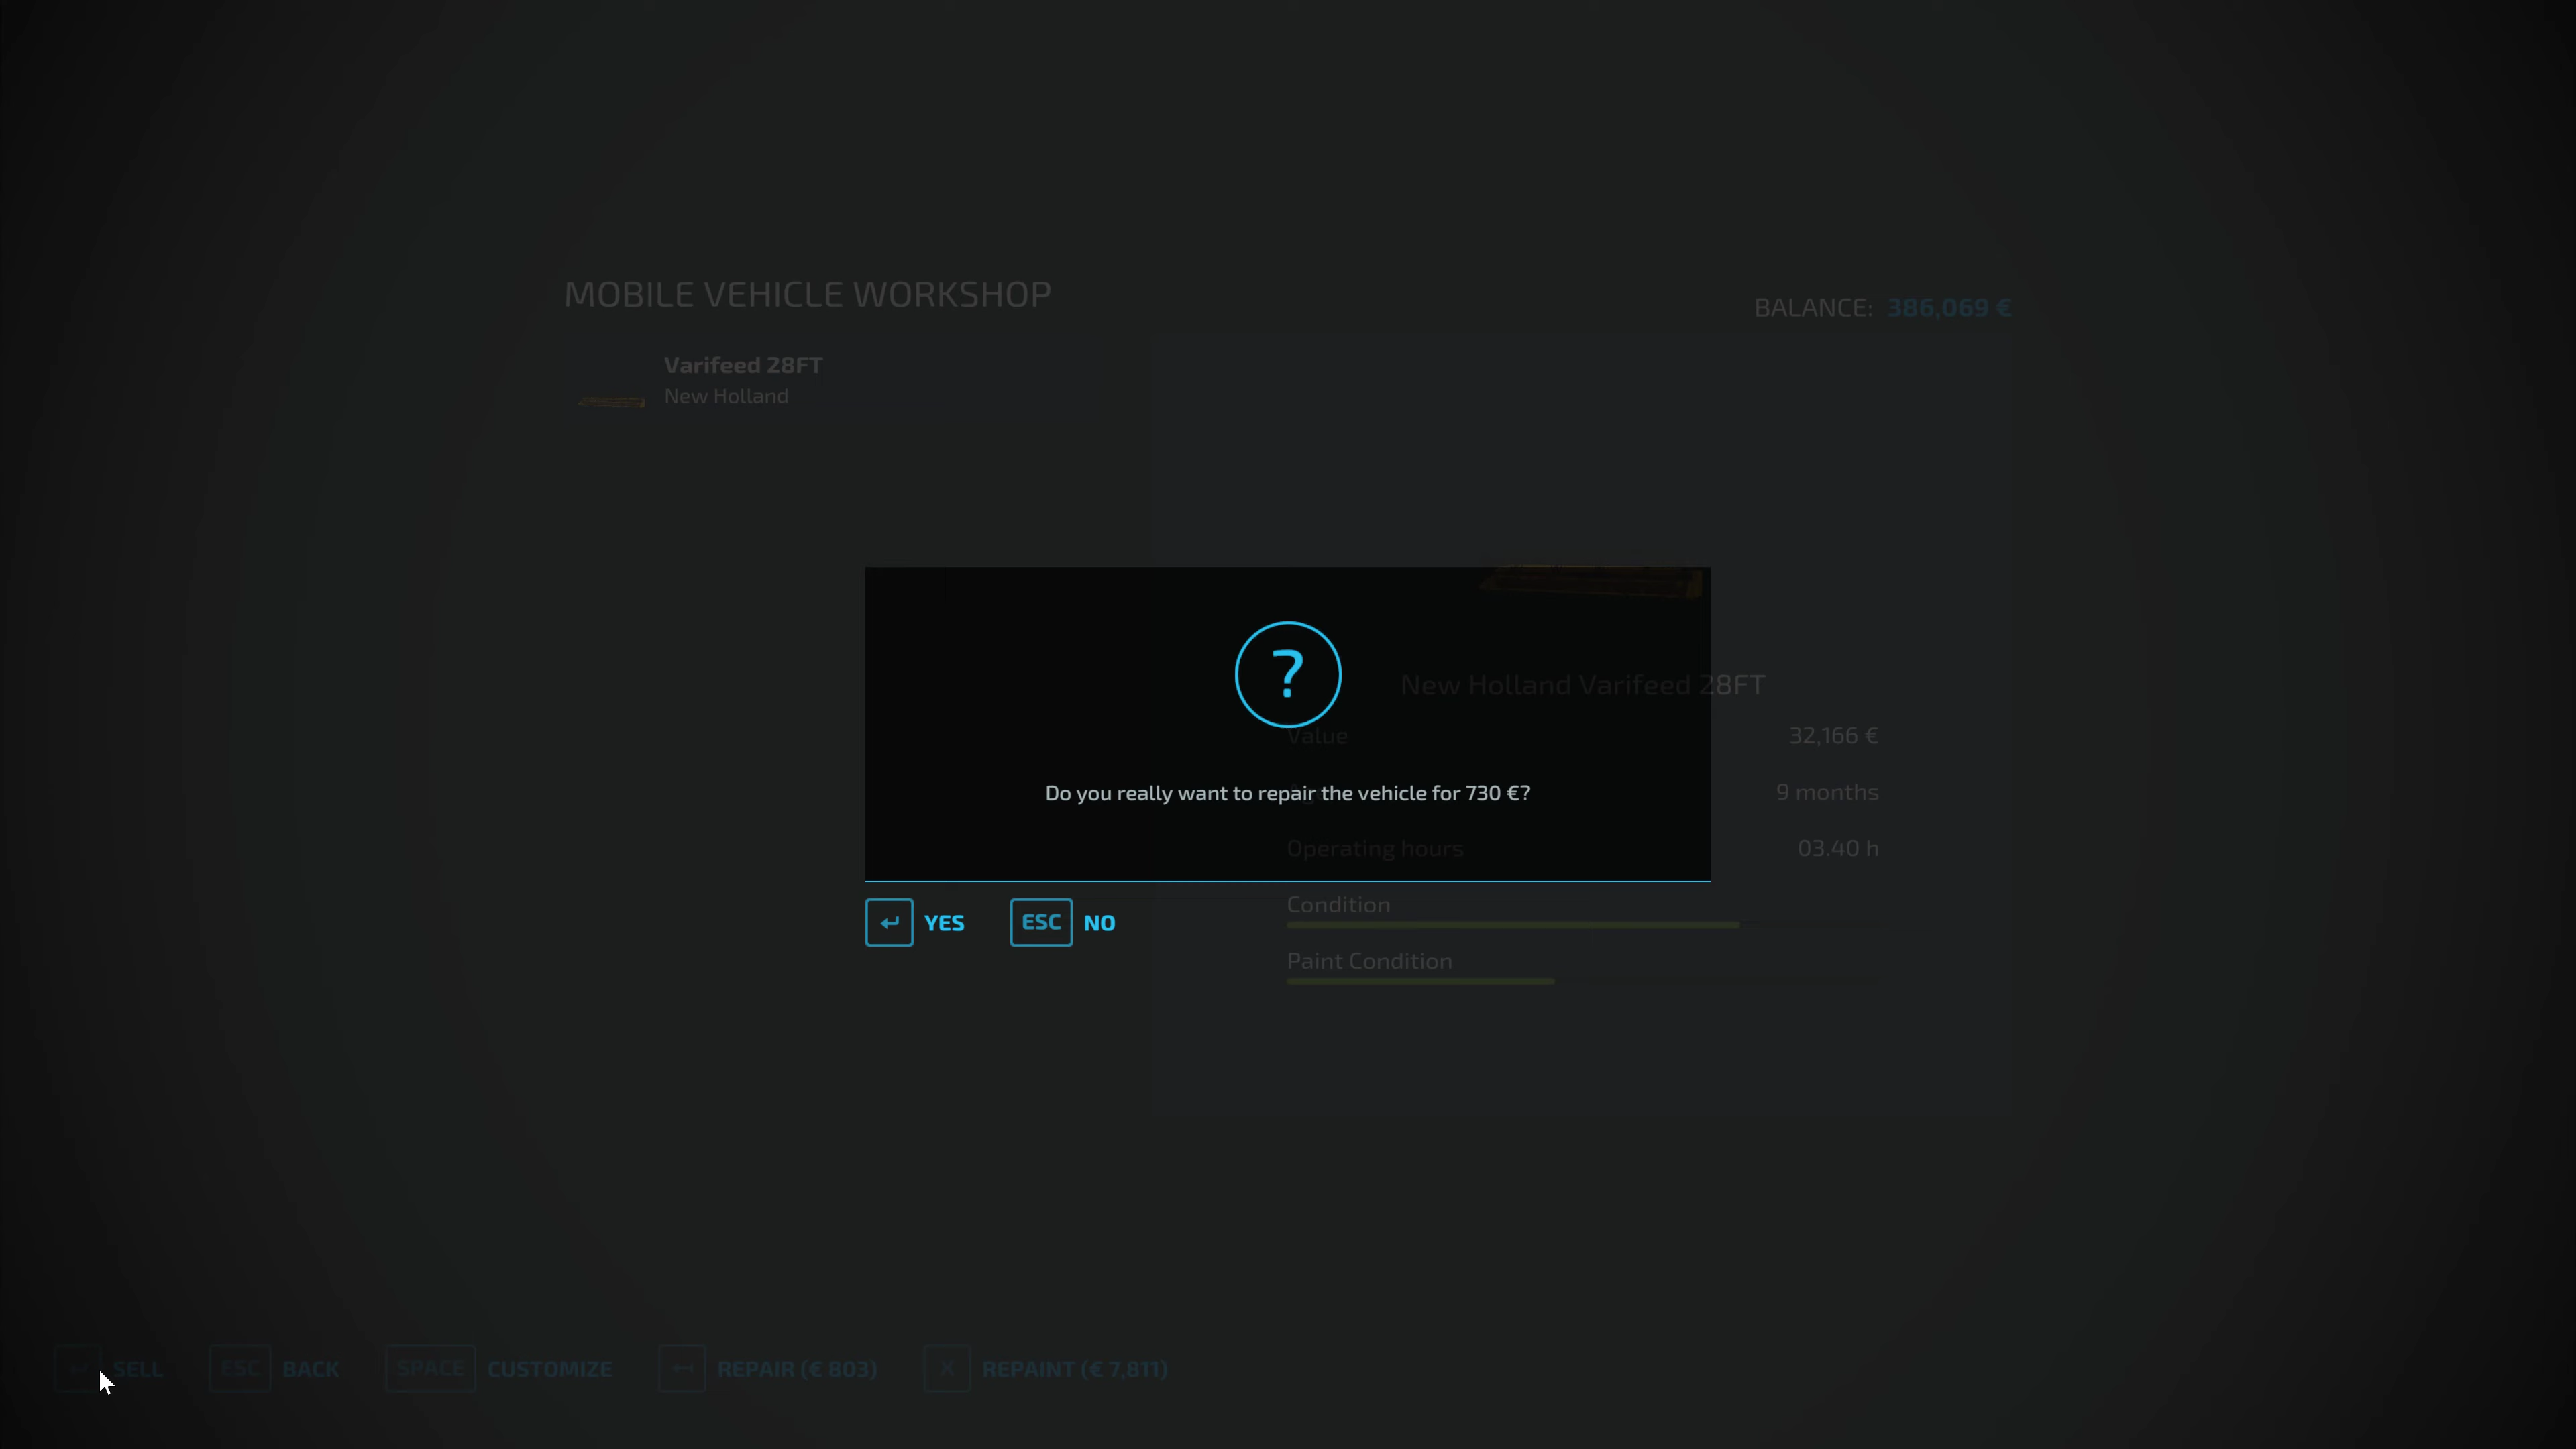 MOBILE VEHICLE WORKSHOP
BALANCE: 386,069 €
Varifeed 28FT
New Holland
?
New Holland Varifeed 28FT
Value 32,166 €
Do you really want to repair the vehicle for 730 €?
9 months
Operating hours 03.40 h
Condition
YES ESC NO
Paint Condition
SELL ESC BACK SPACE CUSTOMIZE REPAIR (€ 803) X REPAINT (€ 7,811)